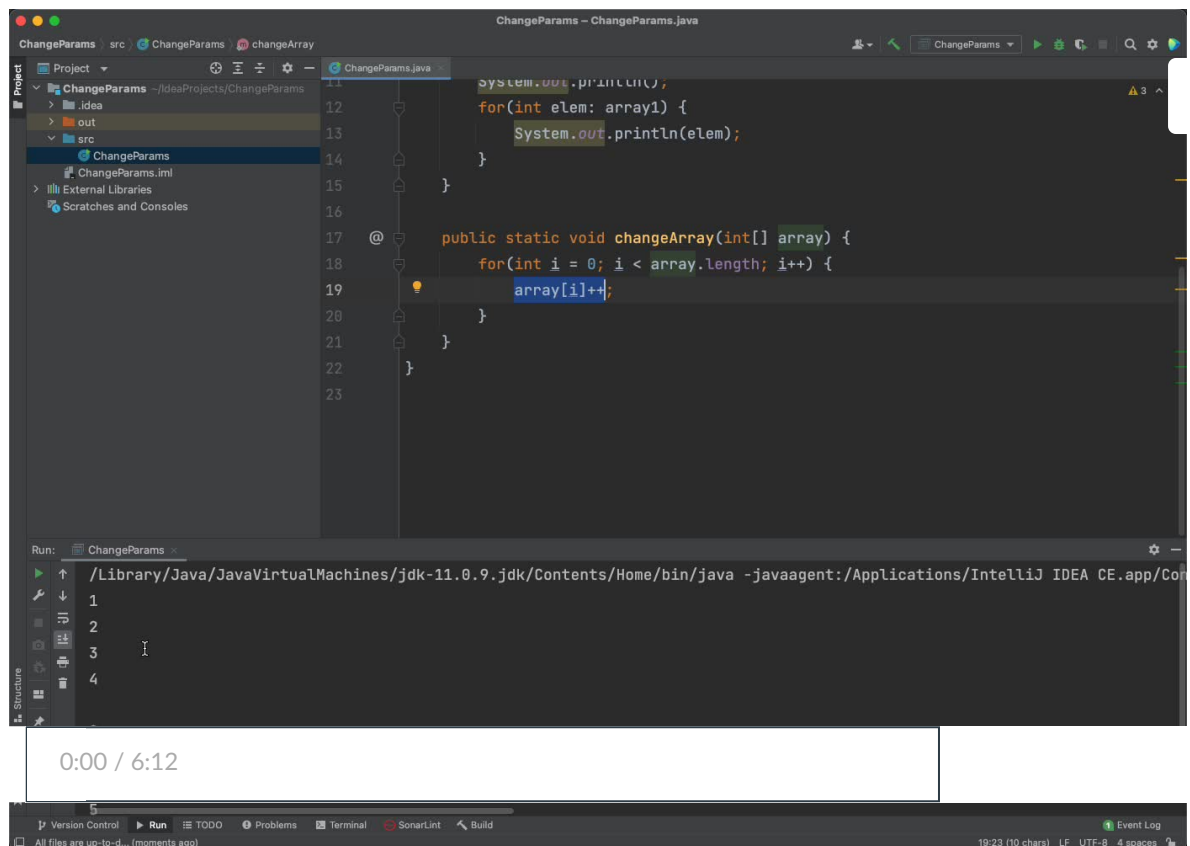 ChangeParams – ChangeParams.java
ChangeParams src ChangeParams changeArray
ChangeParams
Project
Project
ChangeParams.java
ChangeParams ~/IdeaProjects/ChangeParams
.idea
out
src
ChangeParams
ChangeParams.iml
External Libraries
Scratches and Consoles
3
11 System.out.println();
12 for(int elem: array1) {
13 System.out.println(elem);
14 }
15 }
16
17 @ public static void changeArray(int[] array) {
18 for(int i = 0; i < array.length; i++) {
19 array[i]++;
20 }
21 }
22 }
23
Run: ChangeParams
/Library/Java/JavaVirtualMachines/jdk-11.0.9.jdk/Contents/Home/bin/java -javaagent:/Applications/IntelliJ IDEA CE.app/Con
1
2
3
4
Structure
0:00 / 6:12
5
Version Control Run TODO Problems Terminal SonarLint Build 1 Event Log
All files are up-to-d... (moments ago) 19:23 (10 chars) LF UTF-8 4 spaces